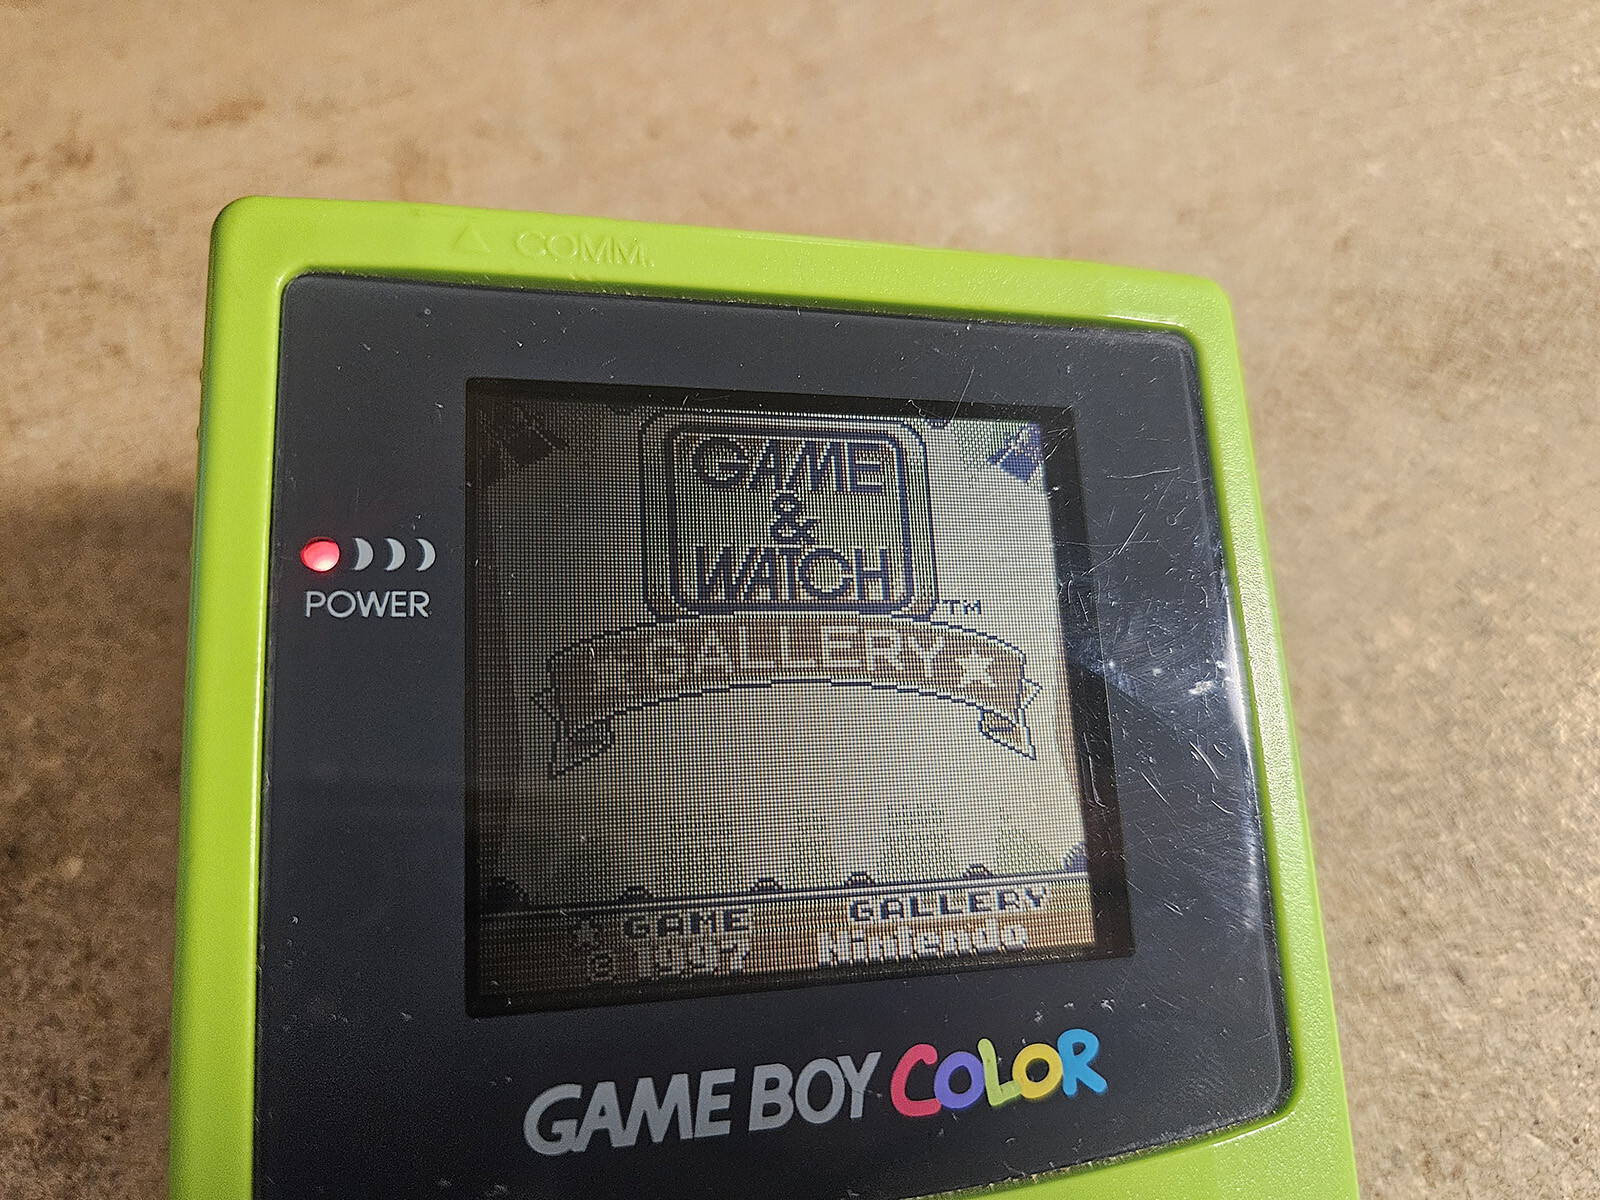 COMM.
GAME
&
WATCH
TM
GALLERY
GAME GALLERY
© 1997 Nintendo
POWER
GAME BOY COLOR